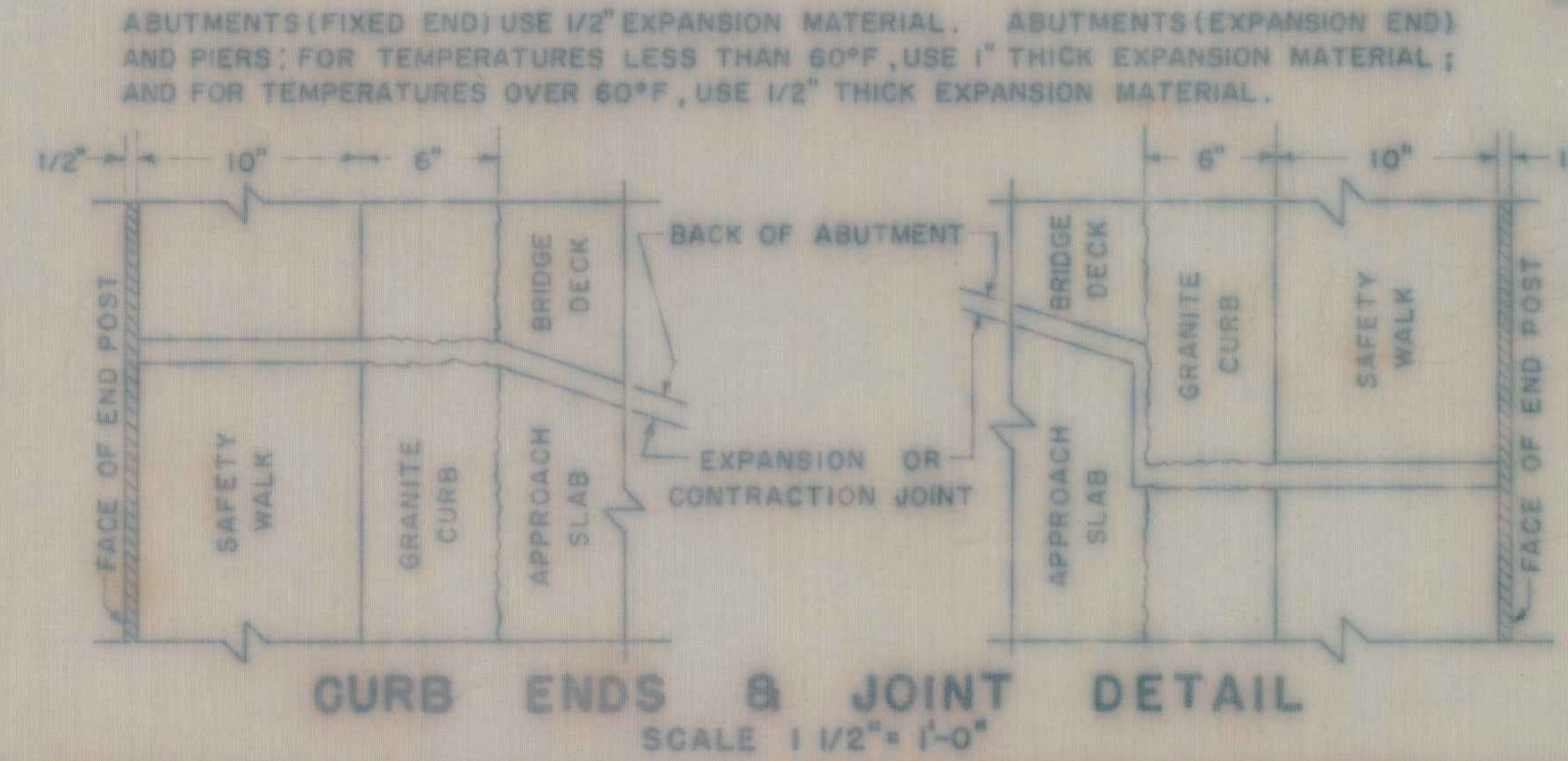 ABUTMENTS (FIXED END) USE 1/2" EXPANSION MATERIAL. ABUTMENTS (EXPANSION END)
AND PIERS; FOR TEMPERATURES LESS THAN 60°F, USE 1" THICK EXPANSION MATERIAL;
AND FOR TEMPERATURES OVER 60°F, USE 1/2" THICK EXPANSION MATERIAL.
1/2" 10" 6" 6" 10"
BACK OF ABUTMENT
BRIDGE
DECK
BRIDGE
DECK
FACE OF END POST
SAFETY
WALK
GRANITE
CURB
APPROACH
SLAB
EXPANSION OR
CONTRACTION JOINT
APPROACH
SLAB
GRANITE
CURB
SAFETY
WALK
FACE OF END POST
CURB ENDS & JOINT DETAIL
SCALE 1 1/2" = 1'-0"